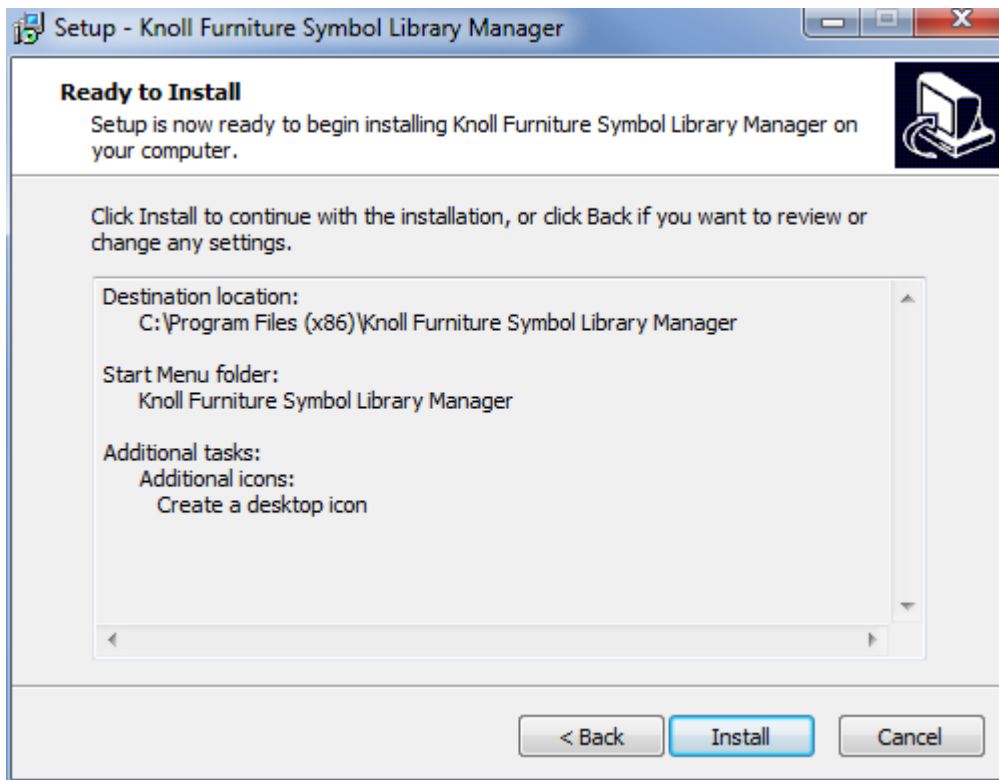 Setup - Knoll Furniture Symbol Library Manager
Ready to Install
Setup is now ready to begin installing Knoll Furniture Symbol Library Manager on
your computer.
Click Install to continue with the installation, or click Back if you want to review or
change any settings.
Destination location:
C:\Program Files (x86)\Knoll Furniture Symbol Library Manager
Start Menu folder:
Knoll Furniture Symbol Library Manager
Additional tasks:
Additional icons:
Create a desktop icon
< Back Install Cancel